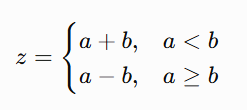 z = { a + b, a < b
a − b, a ≥ b